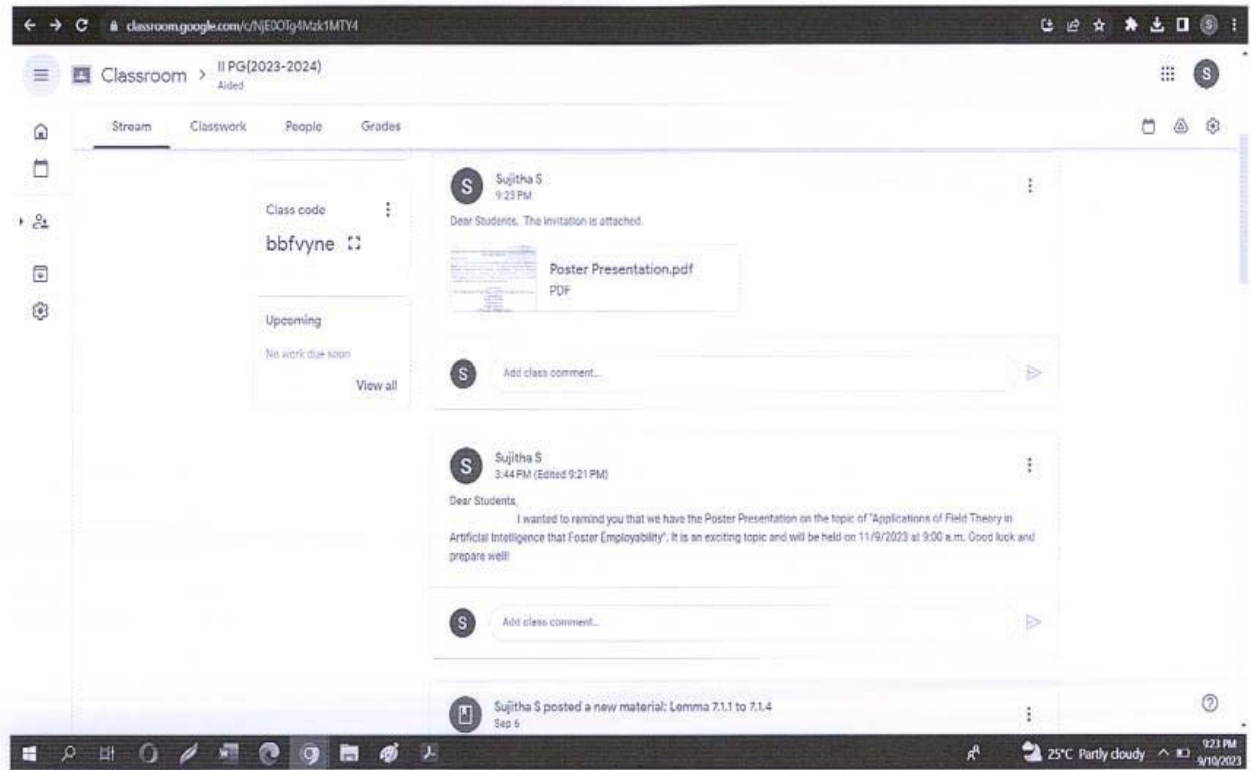 classroom.google.com/c/NjE0OTg4Mzk1MTY4
S
Classroom > II PG(2023-2024)
Aided
S
Stream Classwork People Grades
Class code
bbfvyne
Upcoming
No work due soon
View all
S
Sujitha S
9:23 PM
Dear Students, The invitation is attached.
Poster Presentation.pdf
PDF
S
Add class comment...
S
Sujitha S
3:44 PM (Edited 9:21 PM)
Dear Students,
I wanted to remind you that we have the Poster Presentation on the topic of "Applications of Field Theory in
Artificial Intelligence that Foster Employability". It is an exciting topic and will be held on 11/9/2023 at 9:00 a.m. Good luck and
prepare well!
S
Add class comment...
Sujitha S posted a new material: Lemma 7.1.1 to 7.1.4
Sep 6
25°C Partly cloudy
9:23 PM
9/10/2023